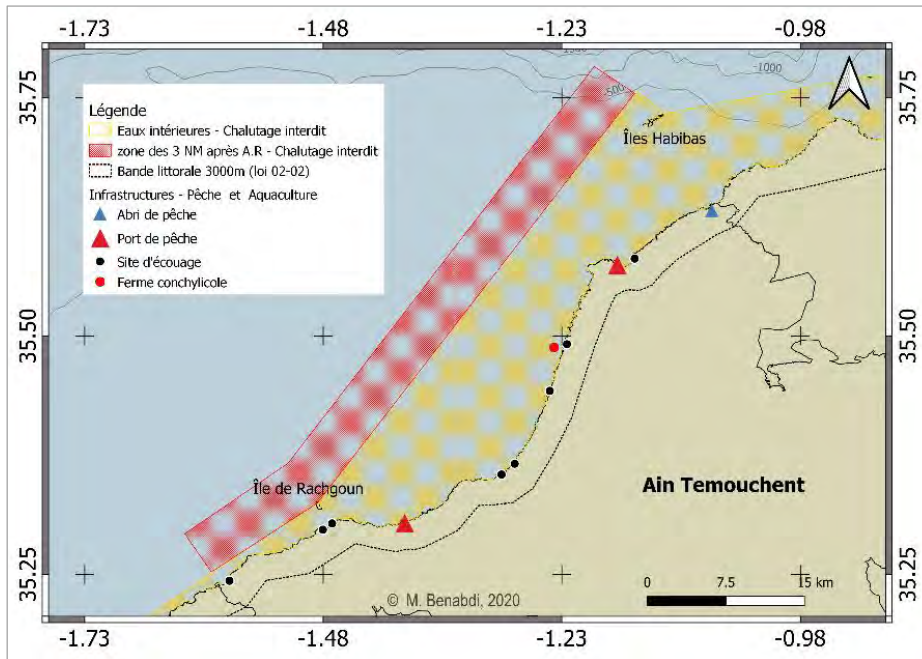 -1.73 -1.48 -1.23 -0.98
-1000
-500
35.75 35.75
Légende
Eaux intérieures - Chalutage interdit
zone des 3 NM après A.R - Chalutage interdit
Bande littorale 3000m (loi 02-02)
Infrastructures - Pêche et Aquaculture
Abri de pêche
Port de pêche
Site d'écouage
Ferme conchylicole
Îles Habibas
35.50 35.50
Île de Rachgoun
Ain Temouchent
35.25 35.25
0 7.5 15 km
© M. Benabdi, 2020
-1.73 -1.48 -1.23 -0.98